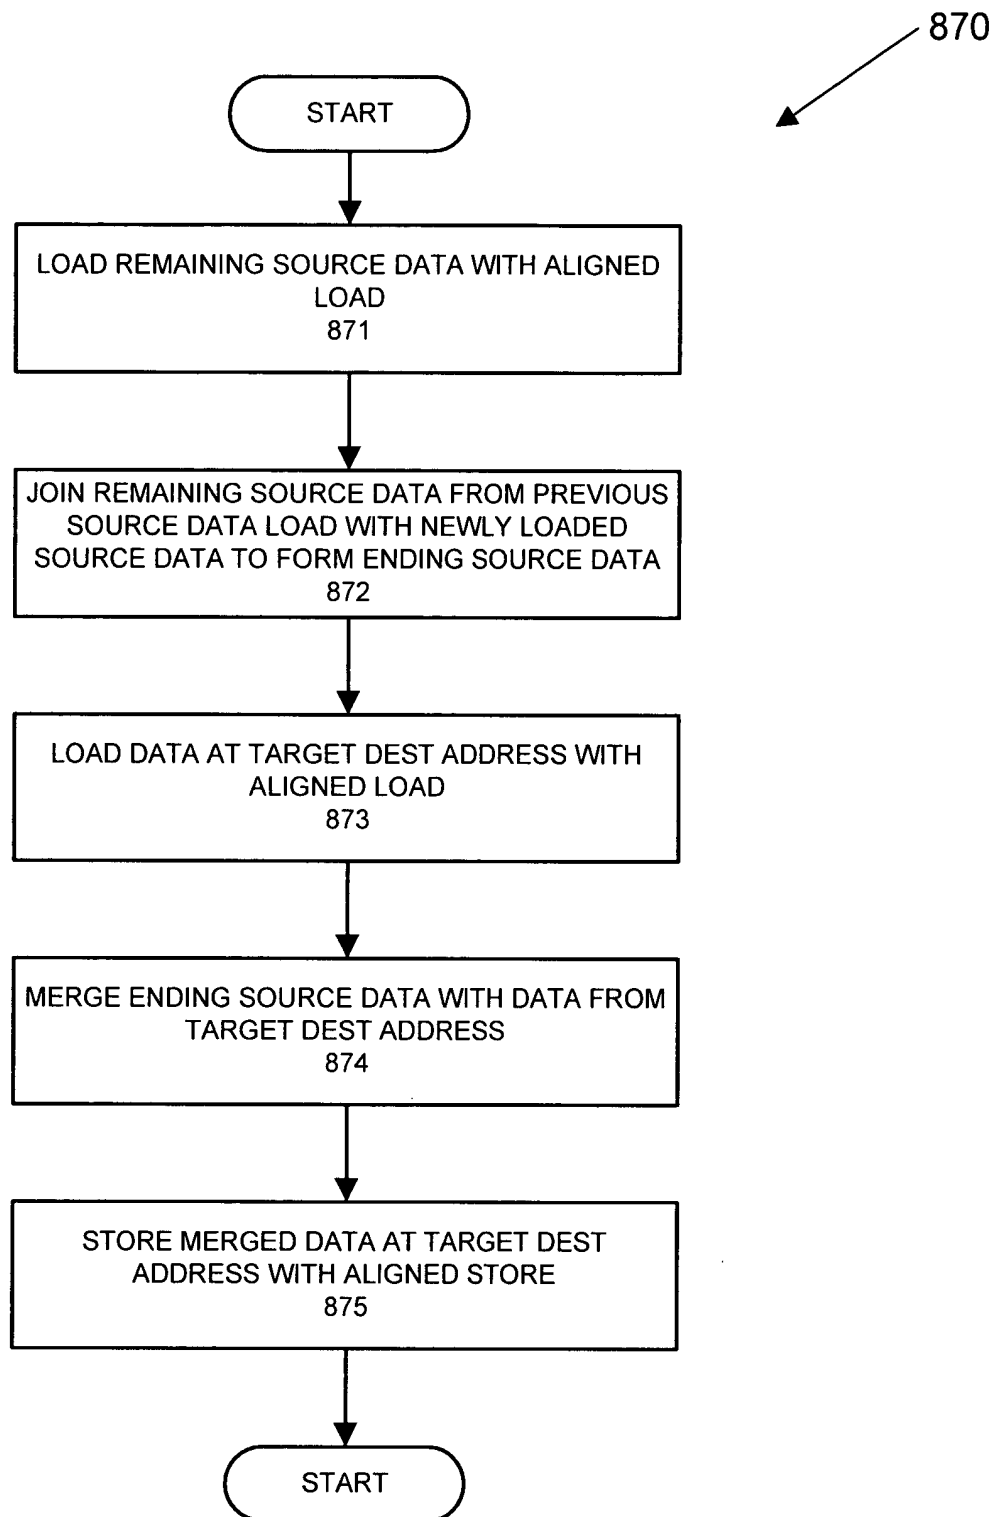 870
START
LOAD REMAINING SOURCE DATA WITH ALIGNED
LOAD
871
JOIN REMAINING SOURCE DATA FROM PREVIOUS
SOURCE DATA LOAD WITH NEWLY LOADED
SOURCE DATA TO FORM ENDING SOURCE DATA
872
LOAD DATA AT TARGET DEST ADDRESS WITH
ALIGNED LOAD
873
MERGE ENDING SOURCE DATA WITH DATA FROM
TARGET DEST ADDRESS
874
STORE MERGED DATA AT TARGET DEST
ADDRESS WITH ALIGNED STORE
875
START